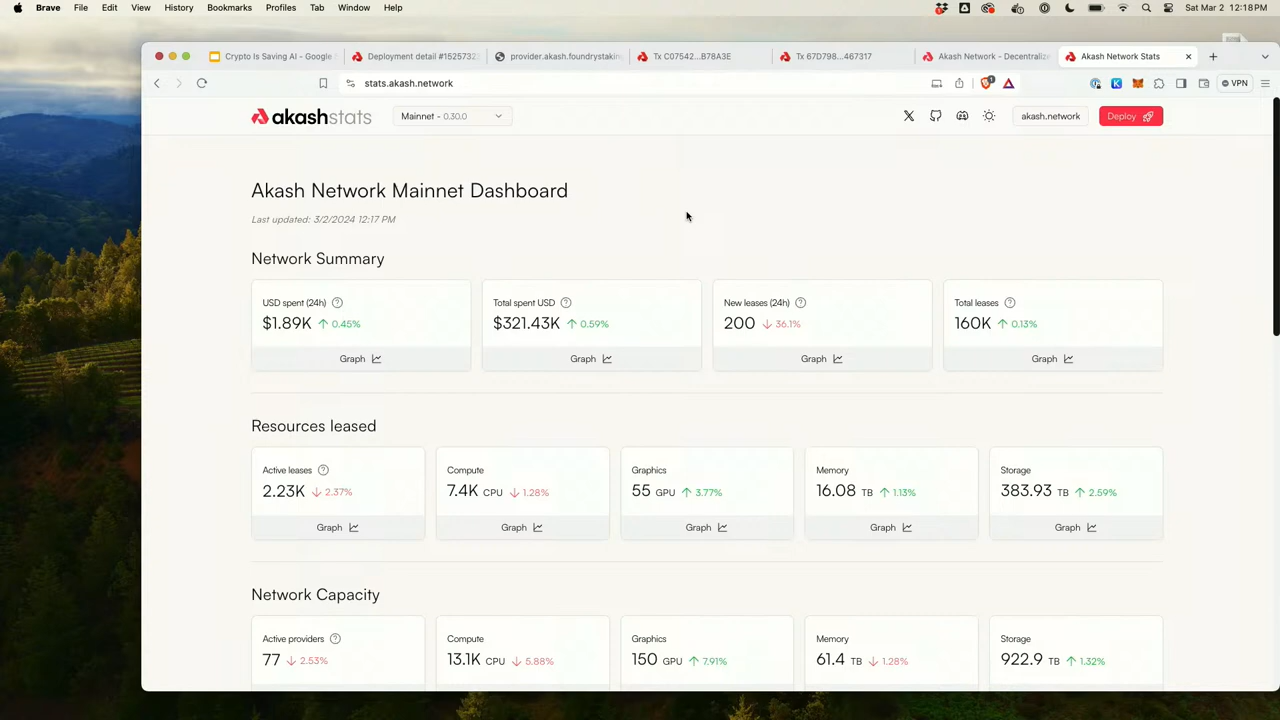 Brave File Edit View History Bookmarks Profiles Tab Window Help Sat Mar 2 12:18 PM
Crypto Is Saving AI - Google Deployment detail #1525732 provider.akash.foundrystaking Tx C07542...B78A3E Tx 67D798...467317 Akash Network - Decentralize Akash Network Stats
stats.akash.network VPN
akashstats Mainnet - 0.30.0 akash.network Deploy
Akash Network Mainnet Dashboard
Last updated: 3/2/2024 12:17 PM
Network Summary
USD spent (24h) Total spent USD New leases (24h) Total leases
$1.89K 0.45% $321.43K 0.59% 200 36.1% 160K 0.13%
Graph Graph Graph Graph
Resources leased
Active leases Compute Graphics Memory Storage
2.23K 2.37% 7.4K CPU 1.28% 55 GPU 3.77% 16.08 TB 1.13% 383.93 TB 2.59%
Graph Graph Graph Graph Graph
Network Capacity
Active providers Compute Graphics Memory Storage
77 2.53% 13.1K CPU 5.88% 150 GPU 7.91% 61.4 TB 1.28% 922.9 TB 1.32%